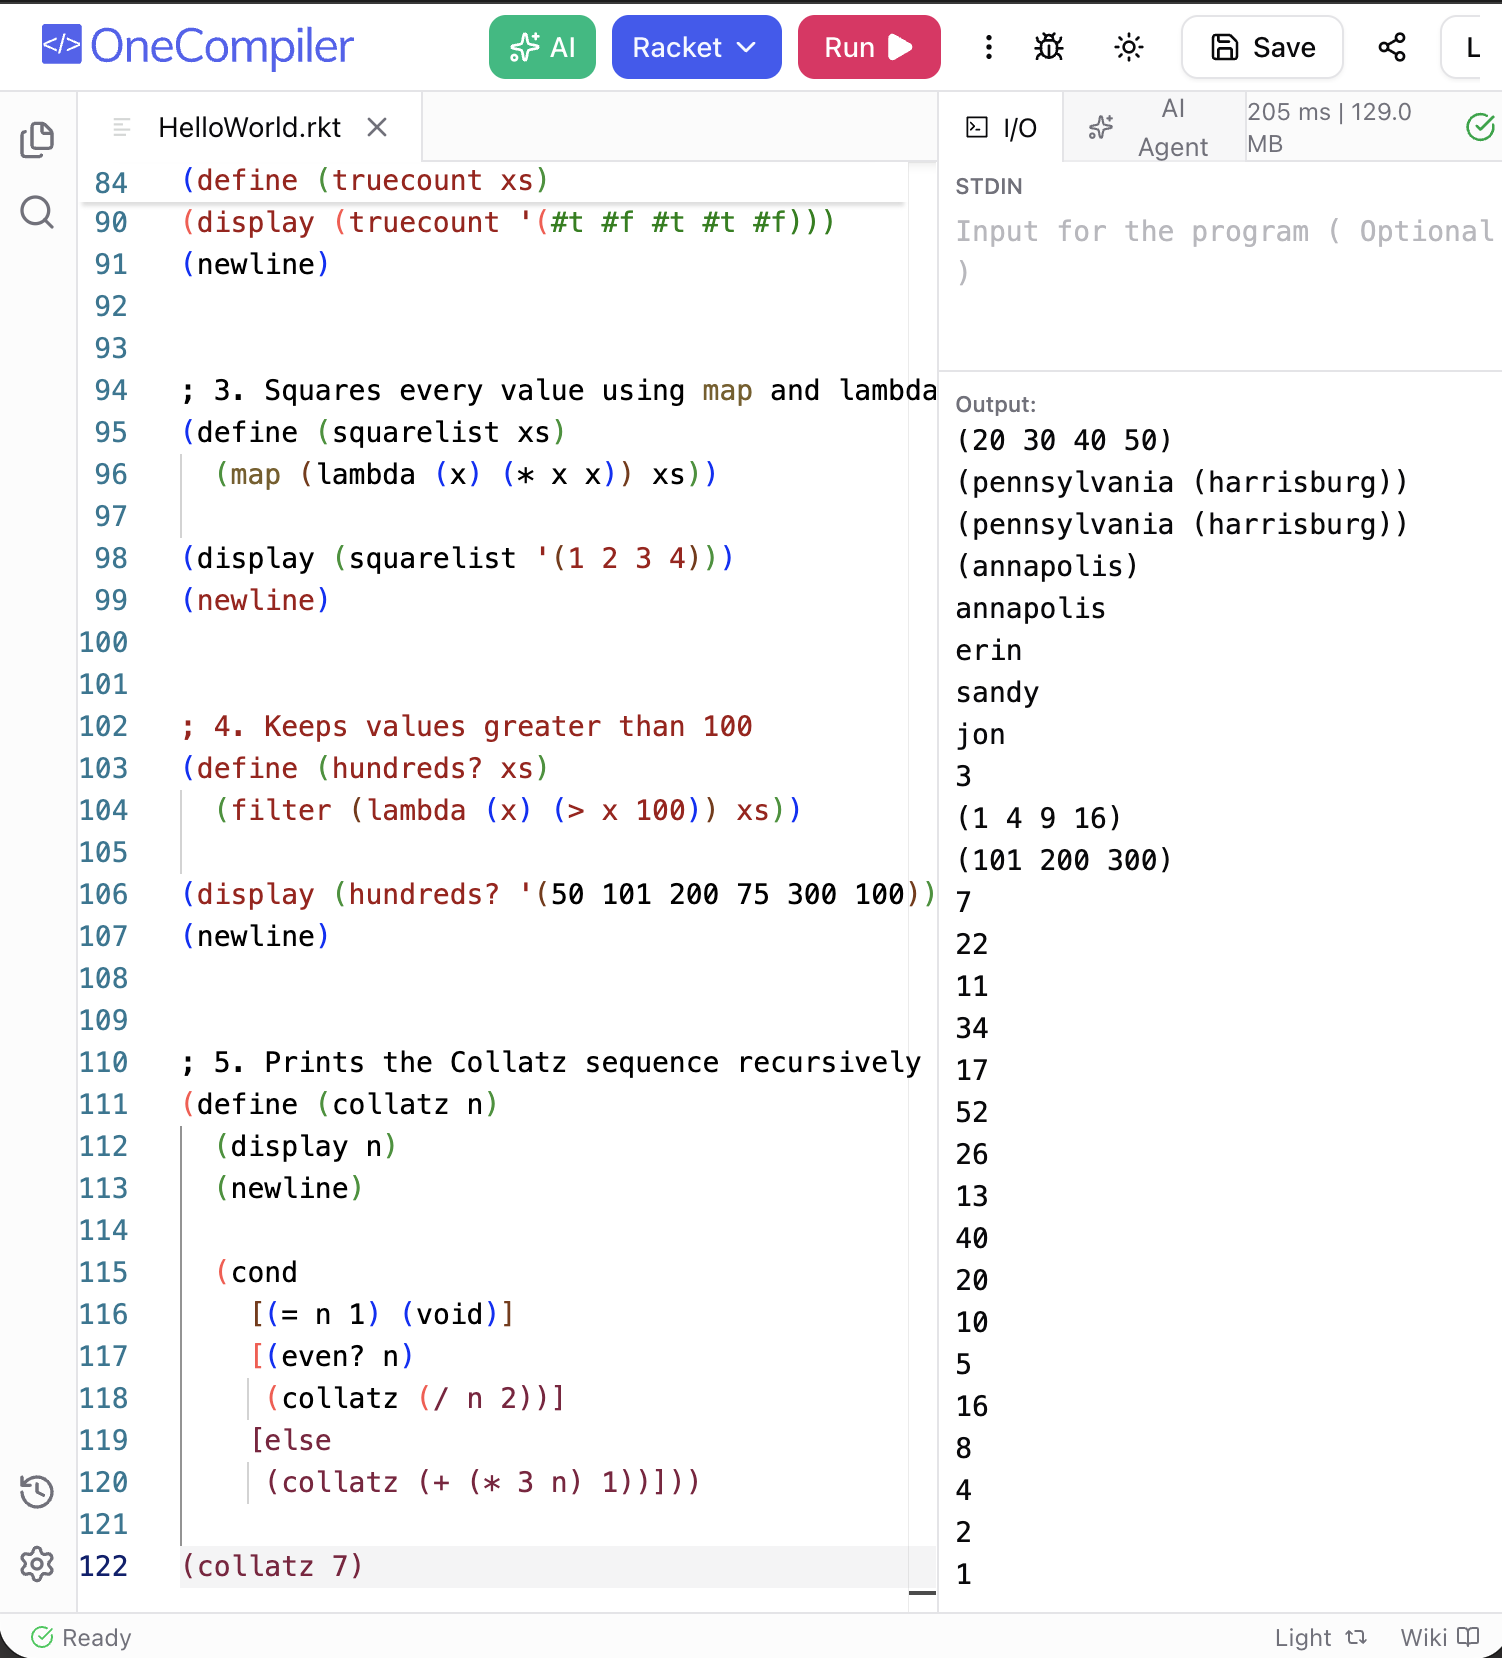 </> OneCompiler
AI
Racket
Run
Save
L
HelloWorld.rkt
I/O
AI Agent
205 ms | 129.0 MB
84 (define (truecount xs)
90 (display (truecount '(#t #f #t #t #f)))
91 (newline)
92
93
94 ; 3. Squares every value using map and lambda
95 (define (squarelist xs)
96 (map (lambda (x) (* x x)) xs))
97
98 (display (squarelist '(1 2 3 4)))
99 (newline)
100
101
102 ; 4. Keeps values greater than 100
103 (define (hundreds? xs)
104 (filter (lambda (x) (> x 100)) xs))
105
106 (display (hundreds? '(50 101 200 75 300 100))
107 (newline)
108
109
110 ; 5. Prints the Collatz sequence recursively
111 (define (collatz n)
112 (display n)
113 (newline)
114
115 (cond
116 [(= n 1) (void)]
117 [(even? n)
118 (collatz (/ n 2))]
119 [else
120 (collatz (+ (* 3 n) 1))]))
121
122 (collatz 7)
STDIN
Input for the program ( Optional
)
Output:
(20 30 40 50)
(pennsylvania (harrisburg))
(pennsylvania (harrisburg))
(annapolis)
annapolis
erin
sandy
jon
3
(1 4 9 16)
(101 200 300)
7
22
11
34
17
52
26
13
40
20
10
5
16
8
4
2
1
Ready
Light
Wiki